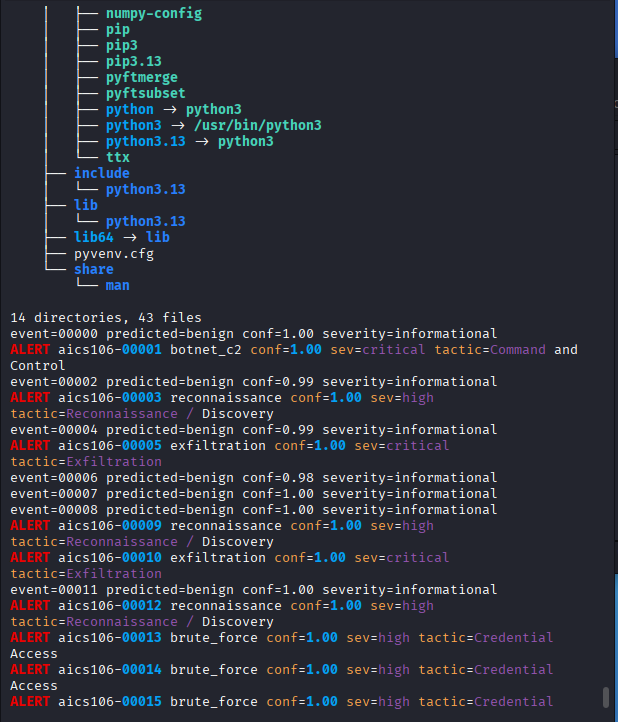 │   │   ├── numpy-config
│   │   ├── pip
│   │   ├── pip3
│   │   ├── pip3.13
│   │   ├── pyftmerge
│   │   ├── pyftsubset
│   │   ├── python -> python3
│   │   ├── python3 -> /usr/bin/python3
│   │   ├── python3.13 -> python3
│   │   └── ttx
├── include
│   └── python3.13
├── lib
│   └── python3.13
├── lib64 -> lib
├── pyvenv.cfg
└── share
    └── man
14 directories, 43 files
event=00000 predicted=benign conf=1.00 severity=informational
ALERT aics106-00001 botnet_c2 conf=1.00 sev=critical tactic=Command and
Control
event=00002 predicted=benign conf=0.99 severity=informational
ALERT aics106-00003 reconnaissance conf=1.00 sev=high
tactic=Reconnaissance / Discovery
event=00004 predicted=benign conf=0.99 severity=informational
ALERT aics106-00005 exfiltration conf=1.00 sev=critical
tactic=Exfiltration
event=00006 predicted=benign conf=0.98 severity=informational
event=00007 predicted=benign conf=1.00 severity=informational
event=00008 predicted=benign conf=1.00 severity=informational
ALERT aics106-00009 reconnaissance conf=1.00 sev=high
tactic=Reconnaissance / Discovery
ALERT aics106-00010 exfiltration conf=1.00 sev=critical
tactic=Exfiltration
event=00011 predicted=benign conf=1.00 severity=informational
ALERT aics106-00012 reconnaissance conf=1.00 sev=high
tactic=Reconnaissance / Discovery
ALERT aics106-00013 brute_force conf=1.00 sev=high tactic=Credential
Access
ALERT aics106-00014 brute_force conf=1.00 sev=high tactic=Credential
Access
ALERT aics106-00015 brute_force conf=1.00 sev=high tactic=Credential